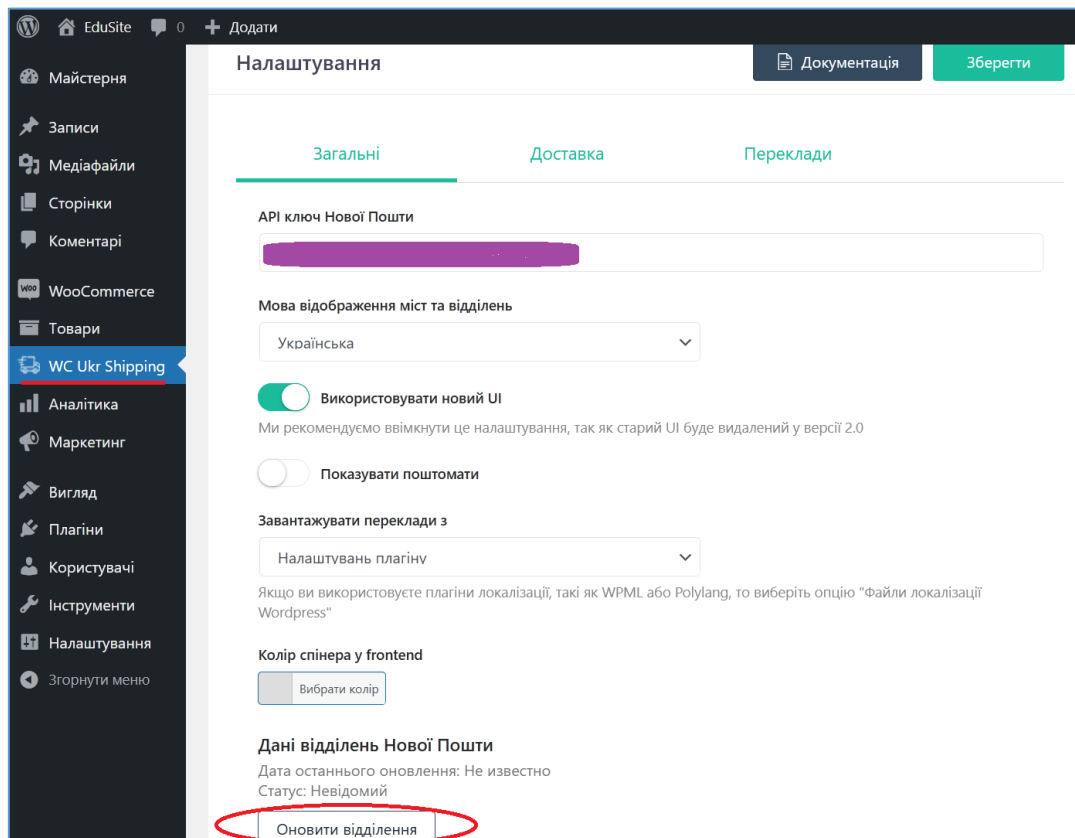 EduSite 0 Додати
Майстерня
Записи
Медіафайли
Сторінки
Коментарі
WooCommerce
Товари
WC Ukr Shipping
Аналітика
Маркетинг
Вигляд
Плагіни
Користувачі
Інструменти
Налаштування
Згорнути меню
Налаштування
Документація
Зберегти
Загальні Доставка Переклади
API ключ Нової Пошти
Мова відображення міст та відділень
Українська
Використовувати новий UI
Ми рекомендуємо ввімкнути це налаштування, так як старий UI буде видалений у версії 2.0
Показувати поштомати
Завантажувати переклади з
Налаштувань плагіну
Якщо ви використовуєте плагіни локалізації, такі як WPML або Polylang, то виберіть опцію "Файли локалізації
Wordpress"
Колір спінера у frontend
Вибрати колір
Дані відділень Нової Пошти
Дата останнього оновлення: Не известно
Статус: Невідомий
Оновити відділення